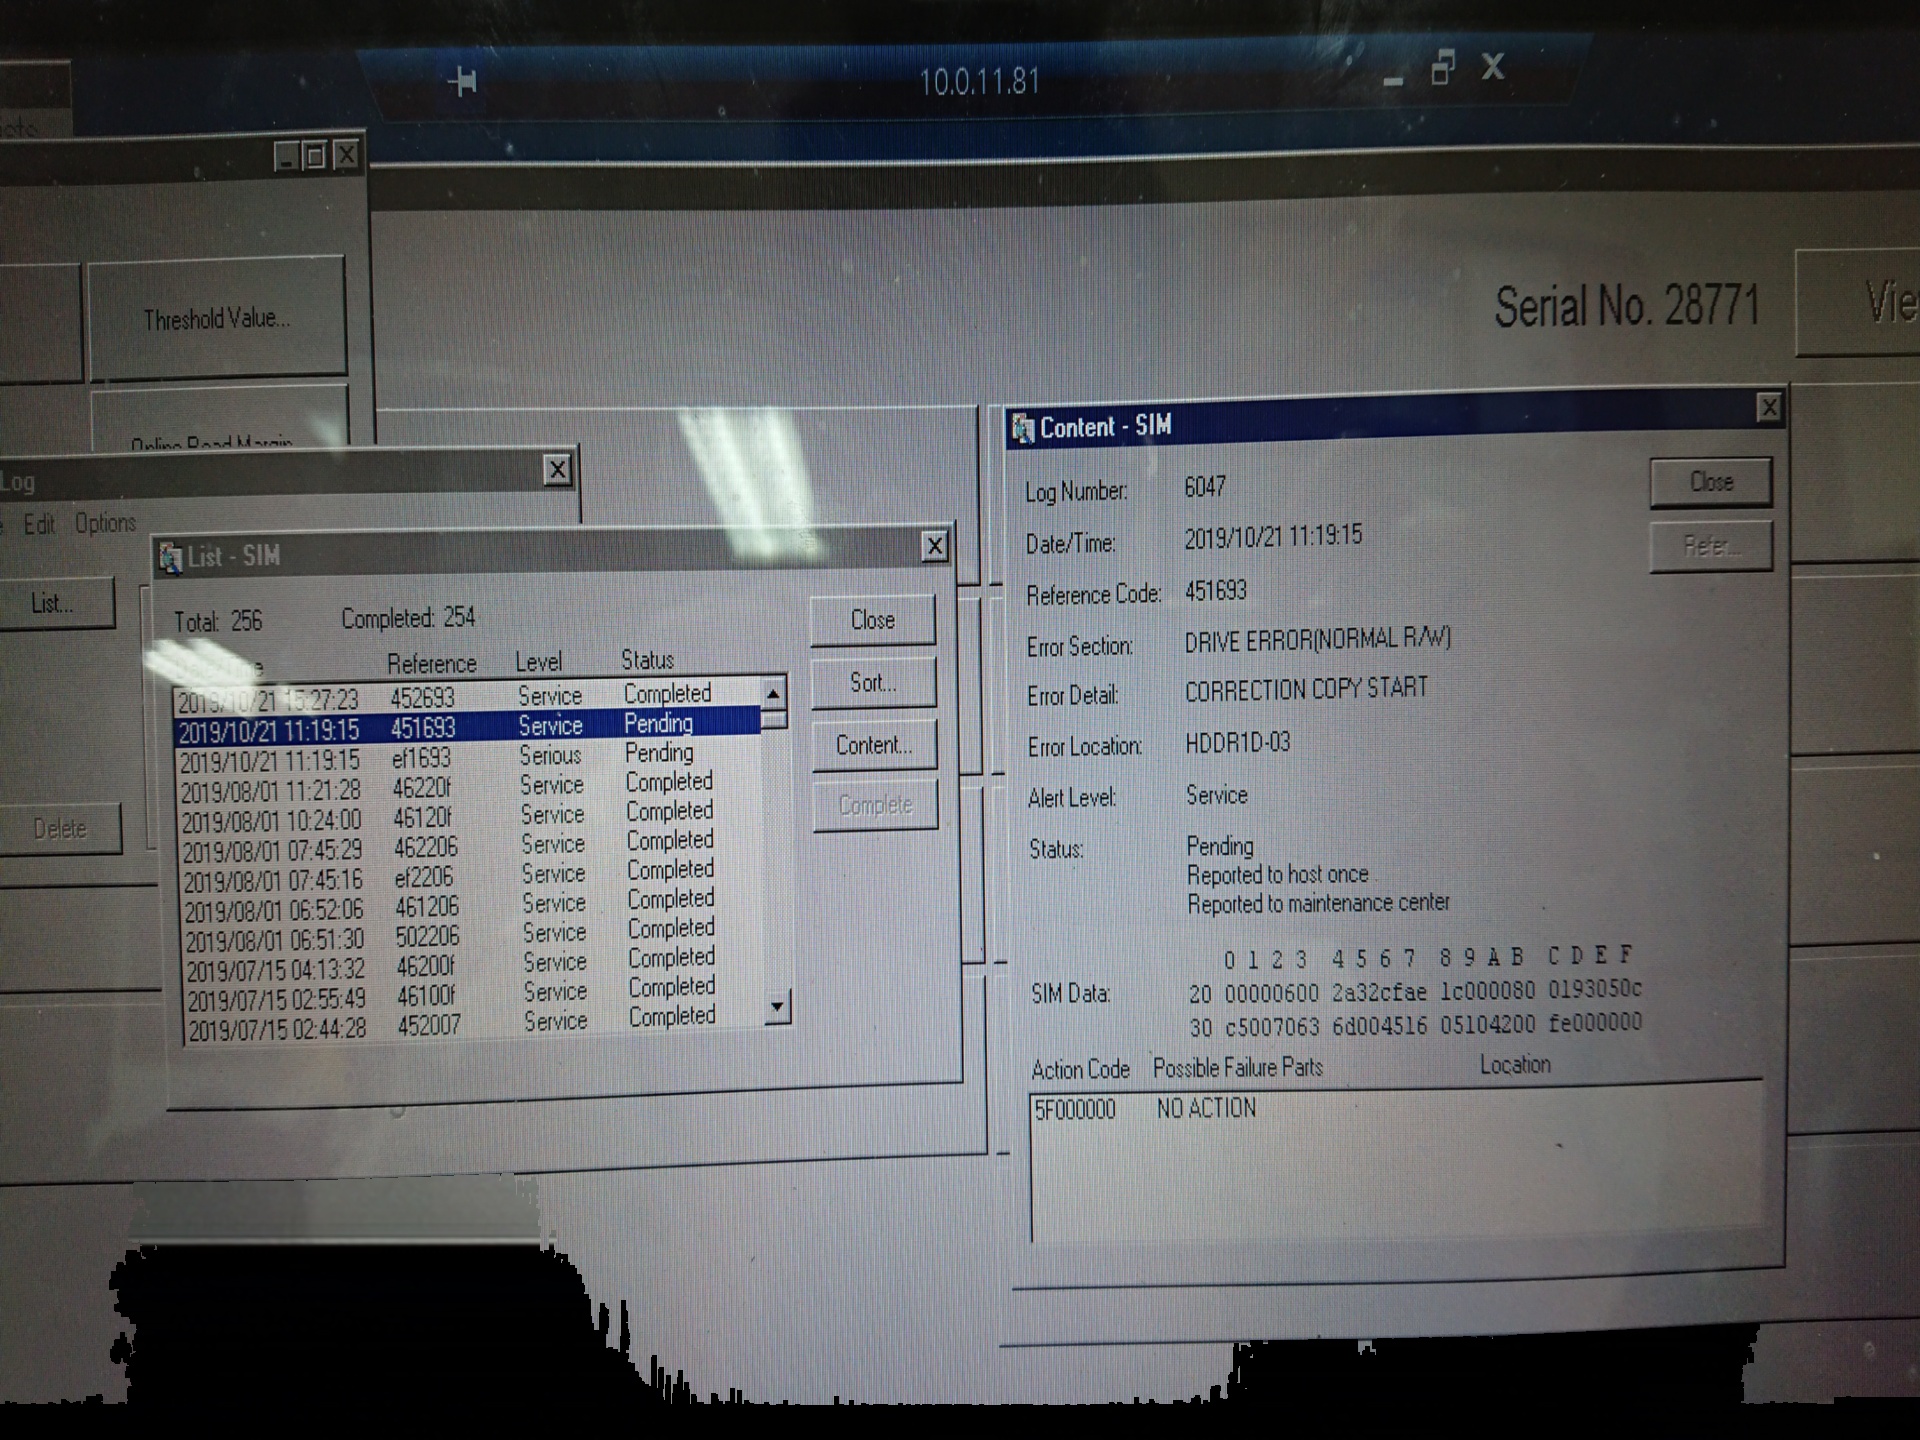 10.0.11.81
Threshold Value...
Online Read Margin
Serial No. 28771
Log
Edit Options
List...
Delete
List - SIM
Total: 256 Completed: 254
Reference Level Status
2019/10/21 15:27:23 452693 Service Completed
2019/10/21 11:19:15 451693 Service Pending
2019/10/21 11:19:15 ef1693 Serious Pending
2019/08/01 11:21:28 46220f Service Completed
2019/08/01 10:24:00 46120f Service Completed
2019/08/01 07:45:29 462206 Service Completed
2019/08/01 07:45:16 ef2206 Service Completed
2019/08/01 06:52:06 461206 Service Completed
2019/08/01 06:51:30 502206 Service Completed
2019/07/15 04:13:32 46200f Service Completed
2019/07/15 02:55:49 46100f Service Completed
2019/07/15 02:44:28 452007 Service Completed
Close
Sort...
Content...
Complete
Content - SIM
Close
Refer...
Log Number: 6047
Date/Time: 2019/10/21 11:19:15
Reference Code: 451693
Error Section: DRIVE ERROR(NORMAL R/W)
Error Detail: CORRECTION COPY START
Error Location: HDDR1D-03
Alert Level: Service
Status: Pending
Reported to host once
Reported to maintenance center
0 1 2 3 4 5 6 7 8 9 A B C D E F
SIM Data: 20 00000600 2a32cfae 1c000080 0193050c
30 c5007063 6d004516 05104200 fe000000
Action Code Possible Failure Parts Location
5F000000 NO ACTION